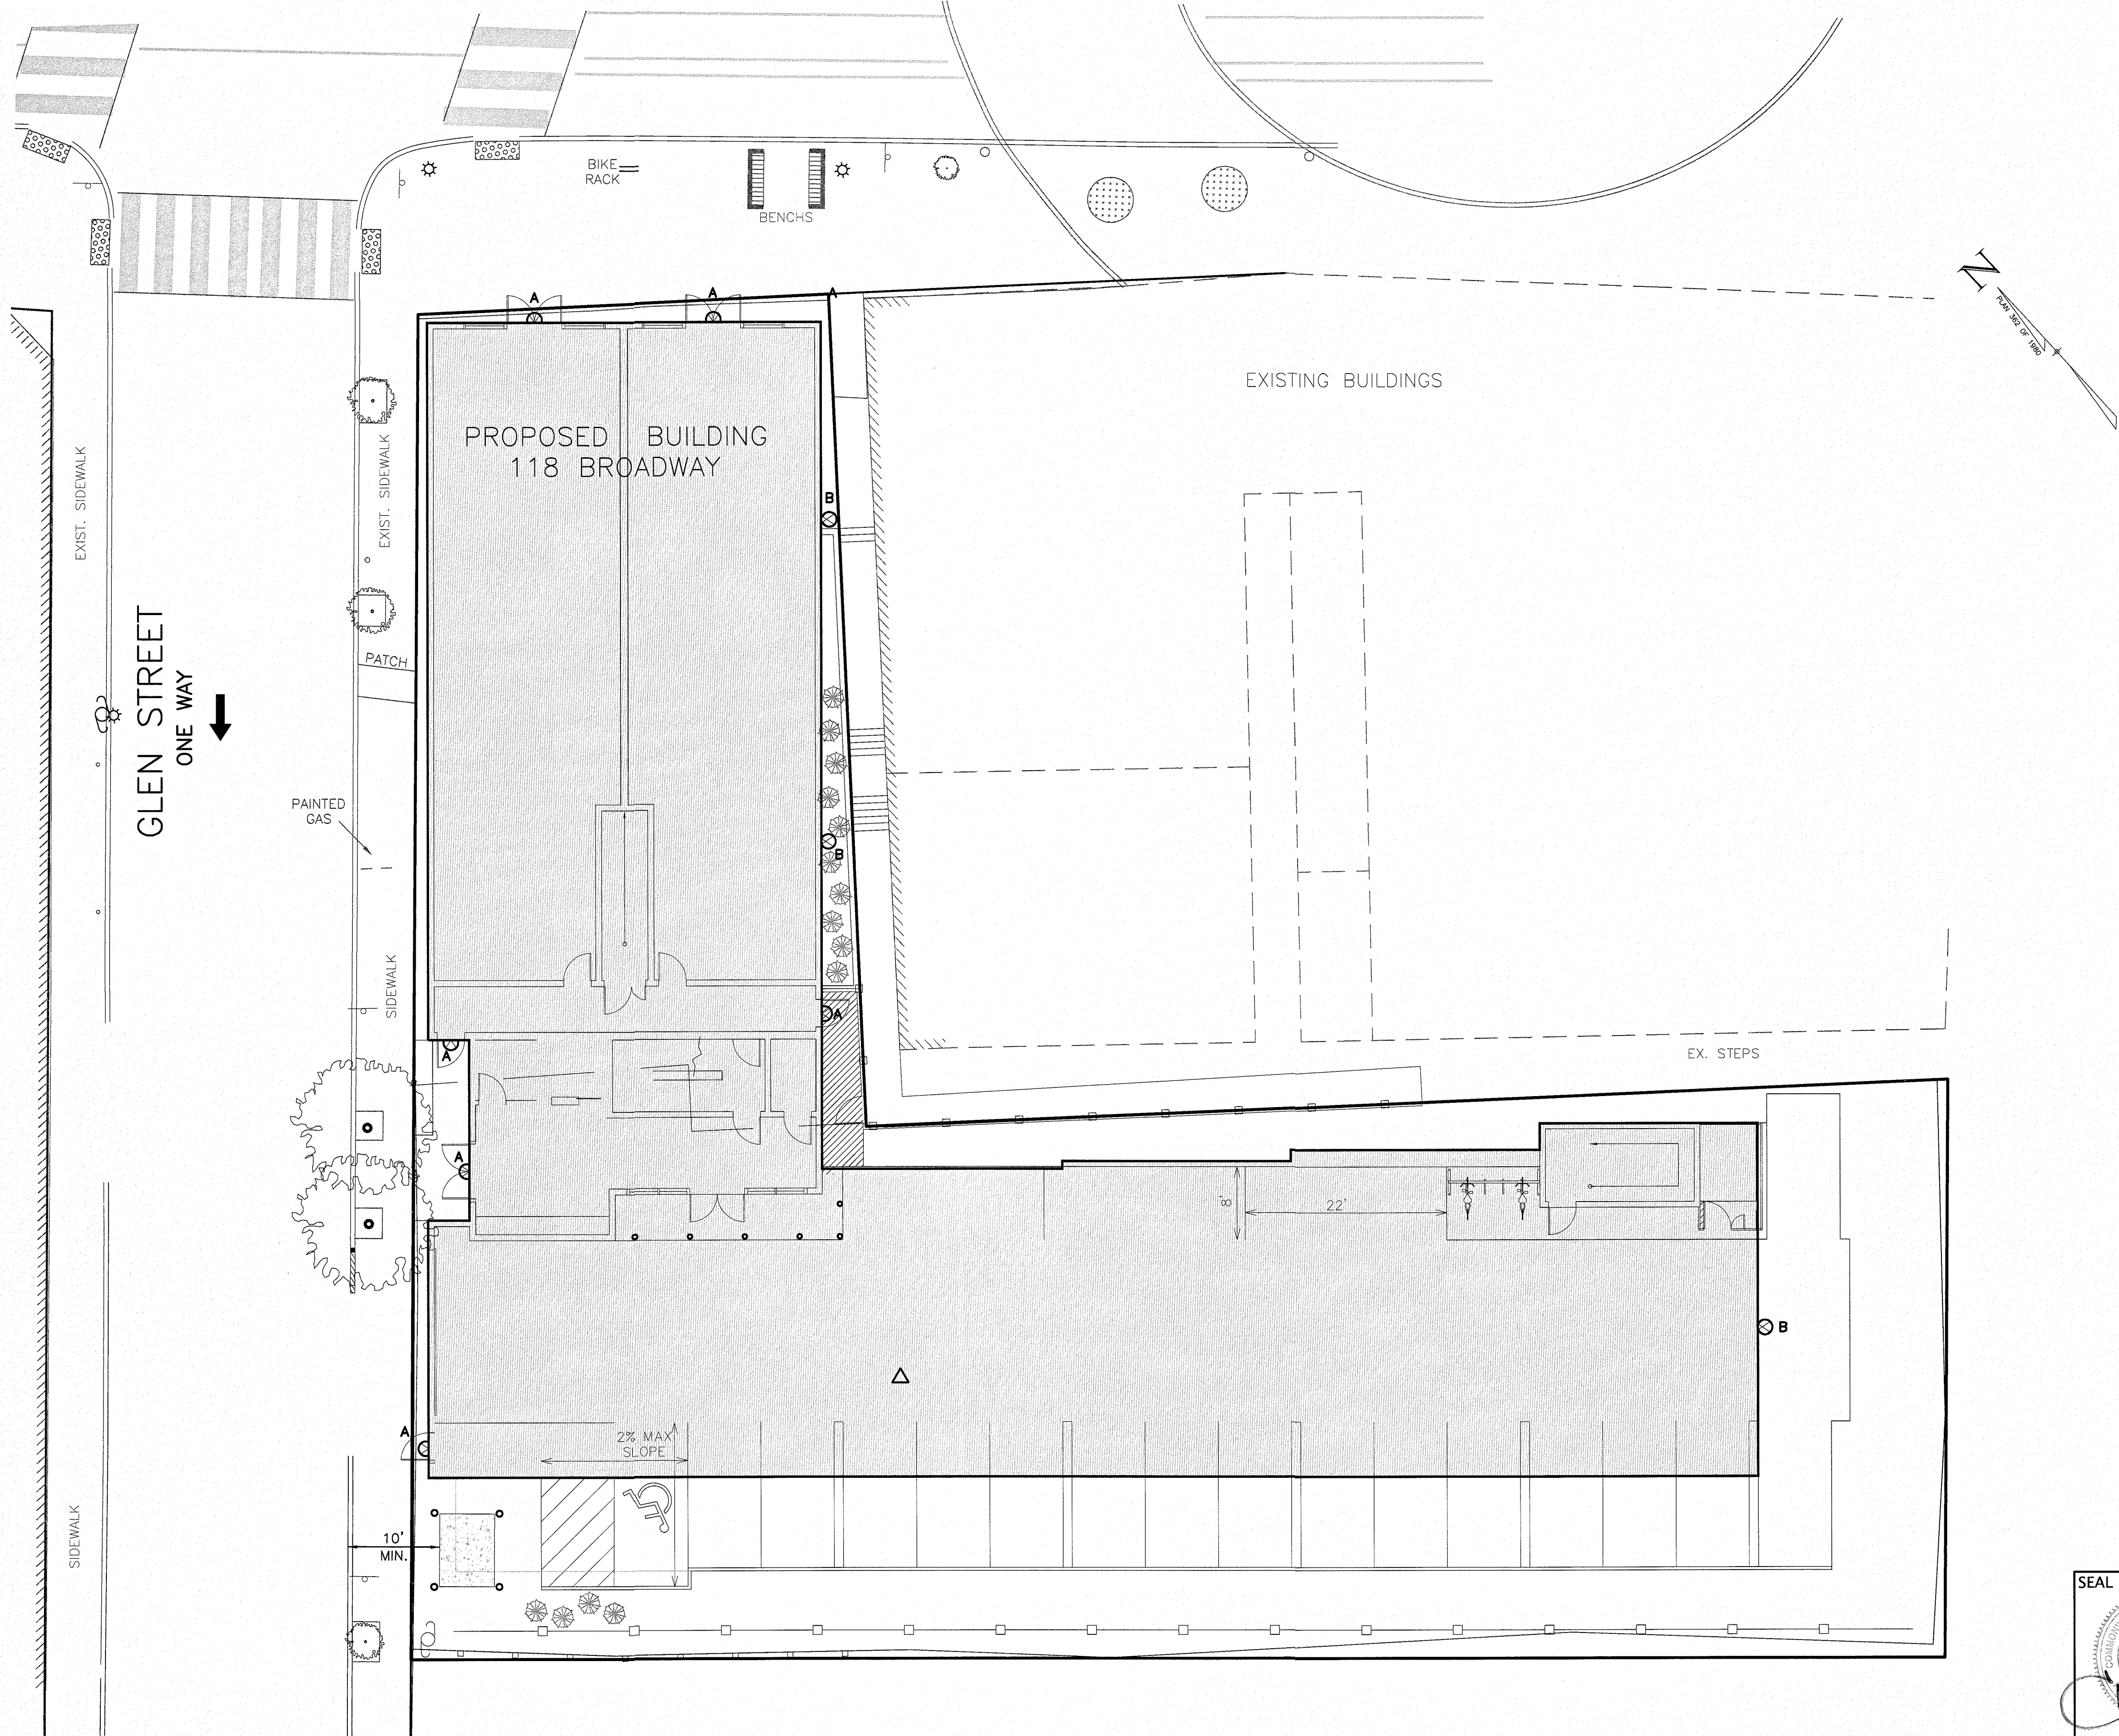 BIKE
RACK
BENCHS
N
PLAN 362 OF 1980
A
A
A
EXISTING BUILDINGS
PROPOSED BUILDING
118 BROADWAY
EXIST. SIDEWALK
EXIST. SIDEWALK
B
GLEN STREET
ONE WAY
PATCH
PAINTED
GAS
B
SIDEWALK
A
A
EX. STEPS
A
8'
22'
B
A
2% MAX
SLOPE
10'
MIN.
SIDEWALK
SEAL